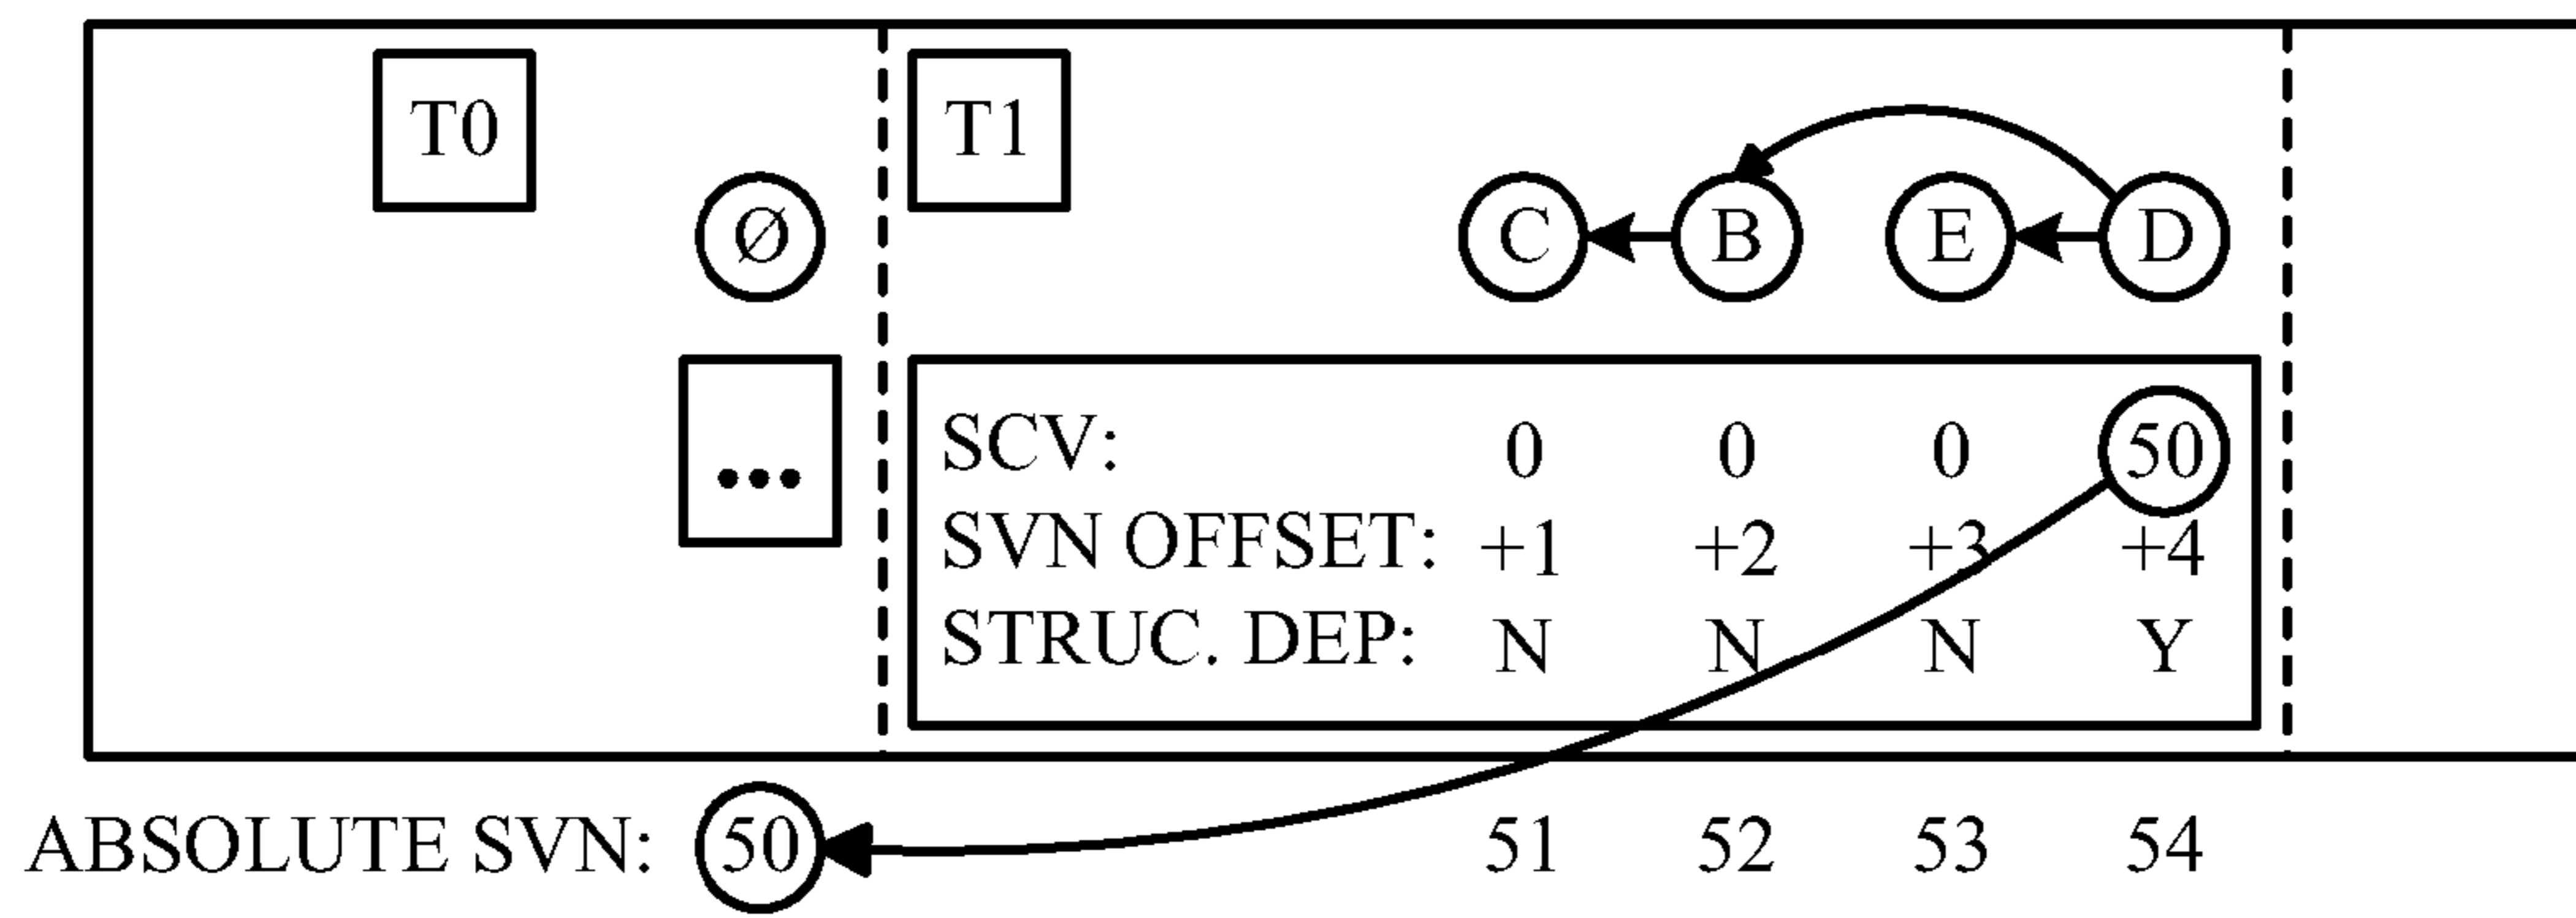 T0 T1
Ø C B E D
...
SCV: 0 0 0 50
SVN OFFSET: +1 +2 +3 +4
STRUC. DEP: N N N Y
ABSOLUTE SVN: 50 51 52 53 54